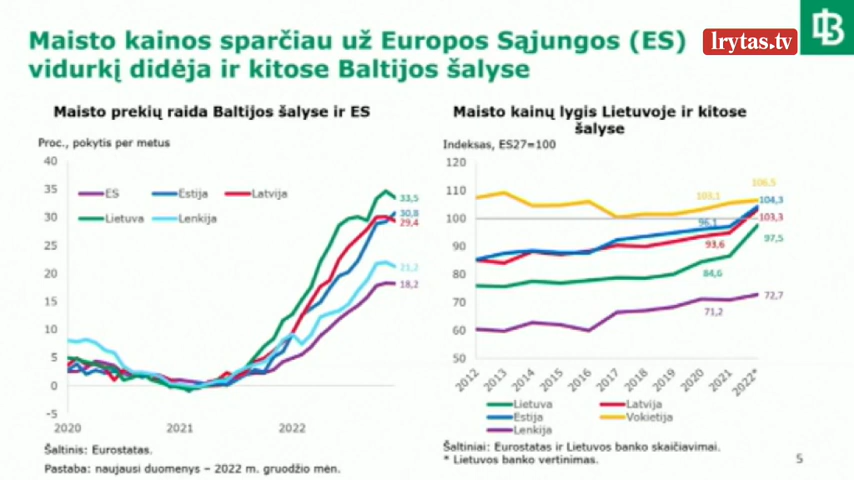 Maisto kainos sparčiau už Europos Sąjungos (ES)
vidurkį didėja ir kitose Baltijos šalyse
lrytas.tv
Maisto prekių raida Baltijos šalyse ir ES
Proc., pokytis per metus
40
35
30
25
20
15
10
5
0
-5
ES
Estija
Latvija
Lietuva
Lenkija
33,5
30,8
29,4
21,2
18,2
2020
2021
2022
Šaltinis: Eurostatas.
Pastaba: naujausi duomenys – 2022 m. gruodžio mėn.
Maisto kainų lygis Lietuvoje ir kitose
šalyse
Indeksas, ES27=100
120
110
100
90
80
70
60
50
103,1
106,5
96,1
104,3
93,6
103,3
84,6
97,5
71,2
72,7
2012
2013
2014
2015
2016
2017
2018
2019
2020
2021
2022*
Lietuva
Latvija
Estija
Vokietija
Lenkija
Šaltiniai: Eurostatas ir Lietuvos banko skaičiavimai.
* Lietuvos banko vertinimas.
5